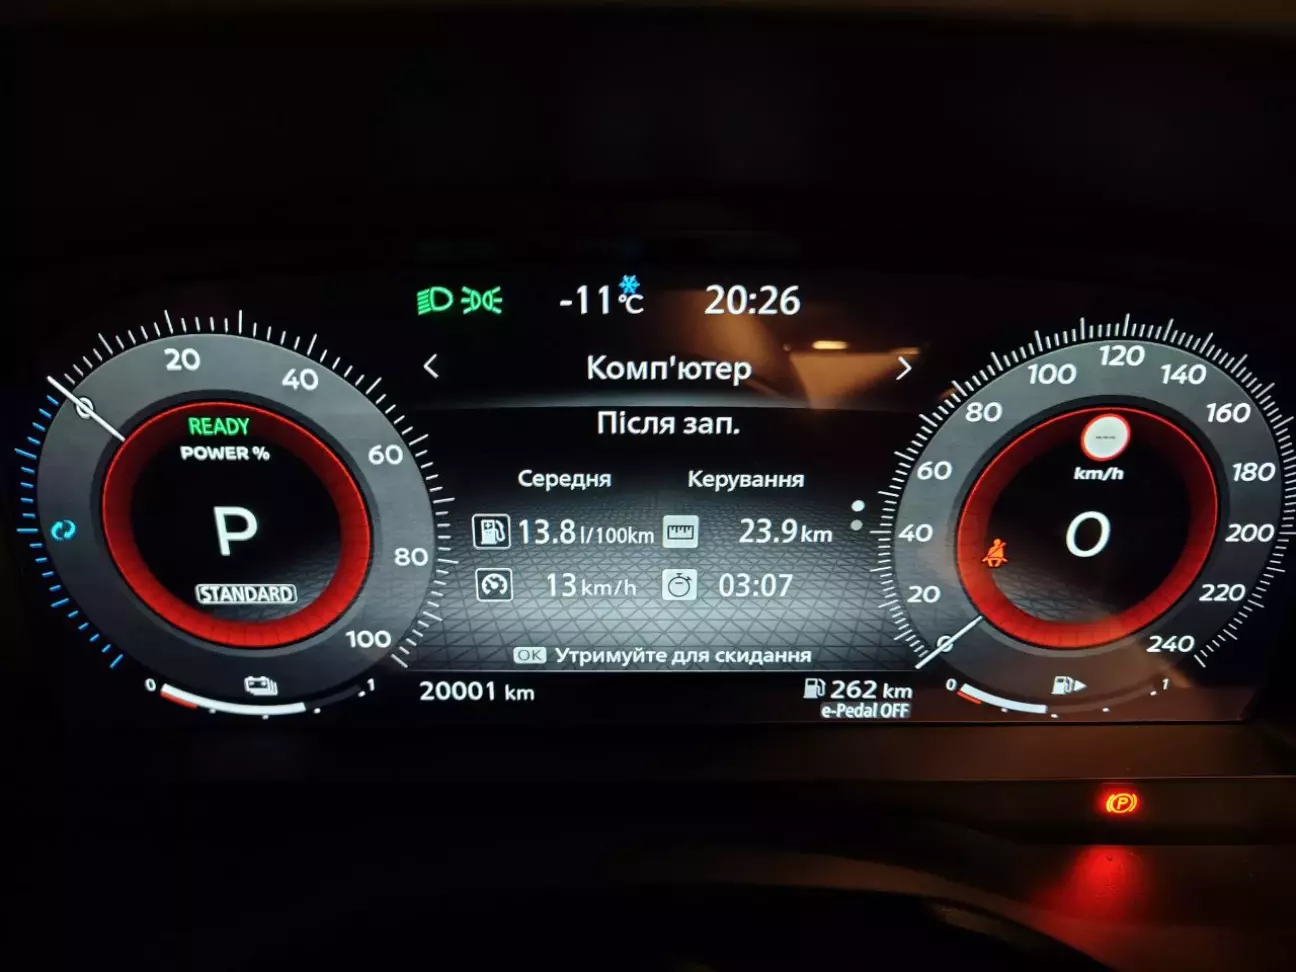 -11°C 20:26
Комп'ютер
Після зап.
Середня Керування
13.8 l/100km 23.9 km
13 km/h 03:07
OK Утримуйте для скидання
20001 km 262 km
e-Pedal OFF
0 20 40 60 80 100
READY
POWER %
P
STANDARD
0 1
0 20 40 60 80 100 120 140 160 180 200 220 240
---
km/h
0
0 1
P